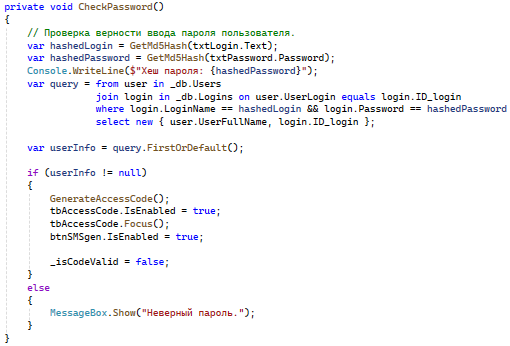 private void CheckPassword()
{
    // Проверка верности ввода пароля пользователя.
    var hashedLogin = GetMd5Hash(txtLogin.Text);
    var hashedPassword = GetMd5Hash(txtPassword.Password);
    Console.WriteLine($"Хеш пароля: {hashedPassword}");
    var query = from user in _db.Users
                join login in _db.Logins on user.UserLogin equals login.ID_login
                where login.LoginName == hashedLogin && login.Password == hashedPassword
                select new { user.UserFullName, login.ID_login };

    var userInfo = query.FirstOrDefault();

    if (userInfo != null)
    {
        GenerateAccessCode();
        tbAccessCode.IsEnabled = true;
        tbAccessCode.Focus();
        btnSMSgen.IsEnabled = true;

        _isCodeValid = false;
    }
    else
    {
        MessageBox.Show("Неверный пароль.");
    }
}